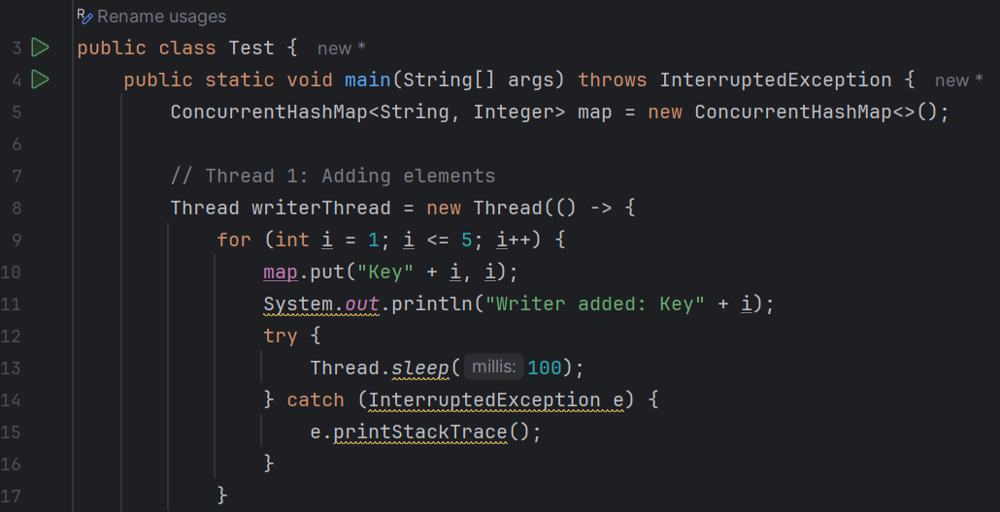 Rename usages
3 public class Test { new *
4 public static void main(String[] args) throws InterruptedException { new *
5 ConcurrentHashMap<String, Integer> map = new ConcurrentHashMap<>();
6
7 // Thread 1: Adding elements
8 Thread writerThread = new Thread(() -> {
9 for (int i = 1; i <= 5; i++) {
10 map.put("Key" + i, i);
11 System.out.println("Writer added: Key" + i);
12 try {
13 Thread.sleep( millis: 100);
14 } catch (InterruptedException e) {
15 e.printStackTrace();
16 }
17 }